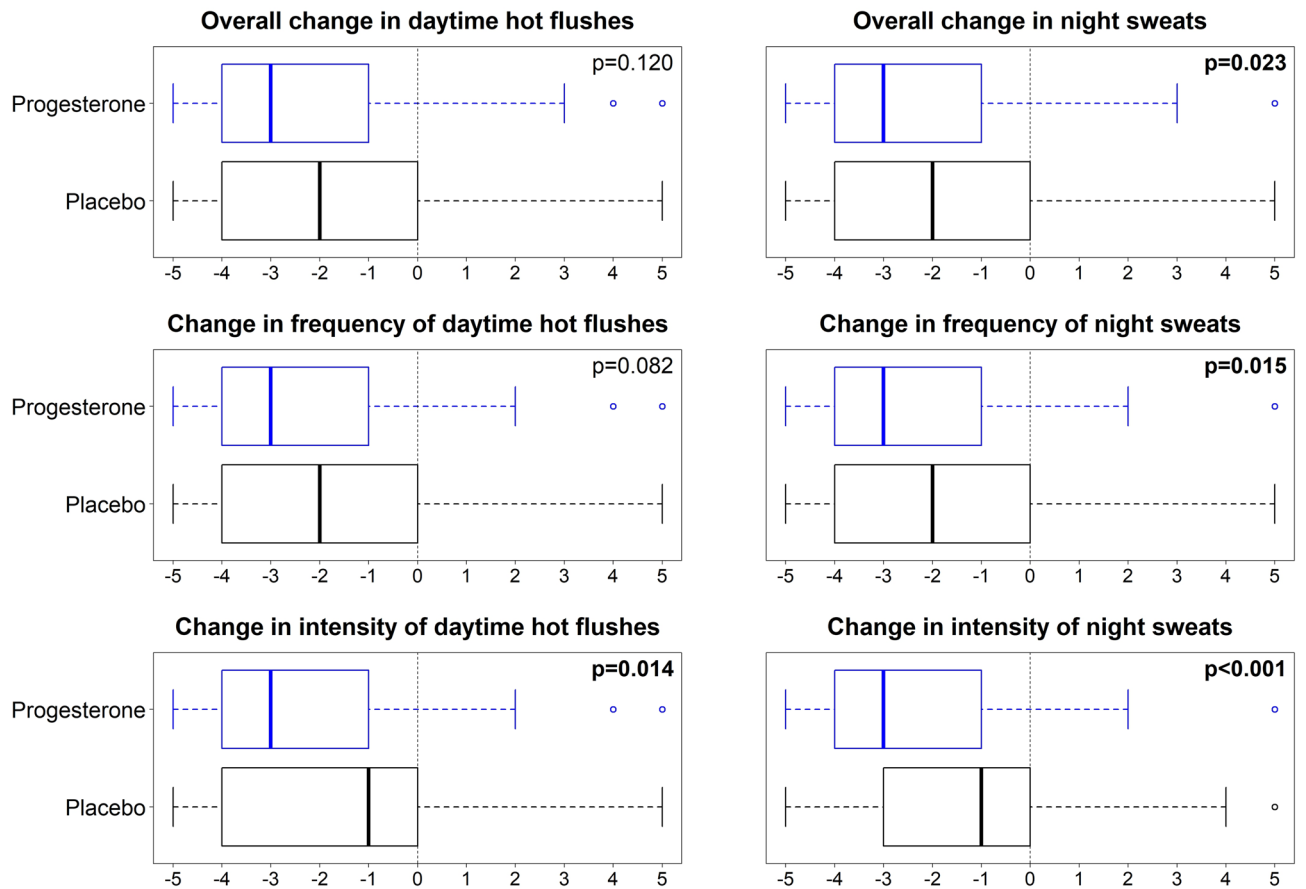 Overall change in daytime hot flushes
p=0.120
Progesterone
Placebo
-5 -4 -3 -2 -1 0 1 2 3 4 5
Overall change in night sweats
p=0.023
-5 -4 -3 -2 -1 0 1 2 3 4 5
Change in frequency of daytime hot flushes
p=0.082
Progesterone
Placebo
-5 -4 -3 -2 -1 0 1 2 3 4 5
Change in frequency of night sweats
p=0.015
-5 -4 -3 -2 -1 0 1 2 3 4 5
Change in intensity of daytime hot flushes
p=0.014
Progesterone
Placebo
-5 -4 -3 -2 -1 0 1 2 3 4 5
Change in intensity of night sweats
p<0.001
-5 -4 -3 -2 -1 0 1 2 3 4 5